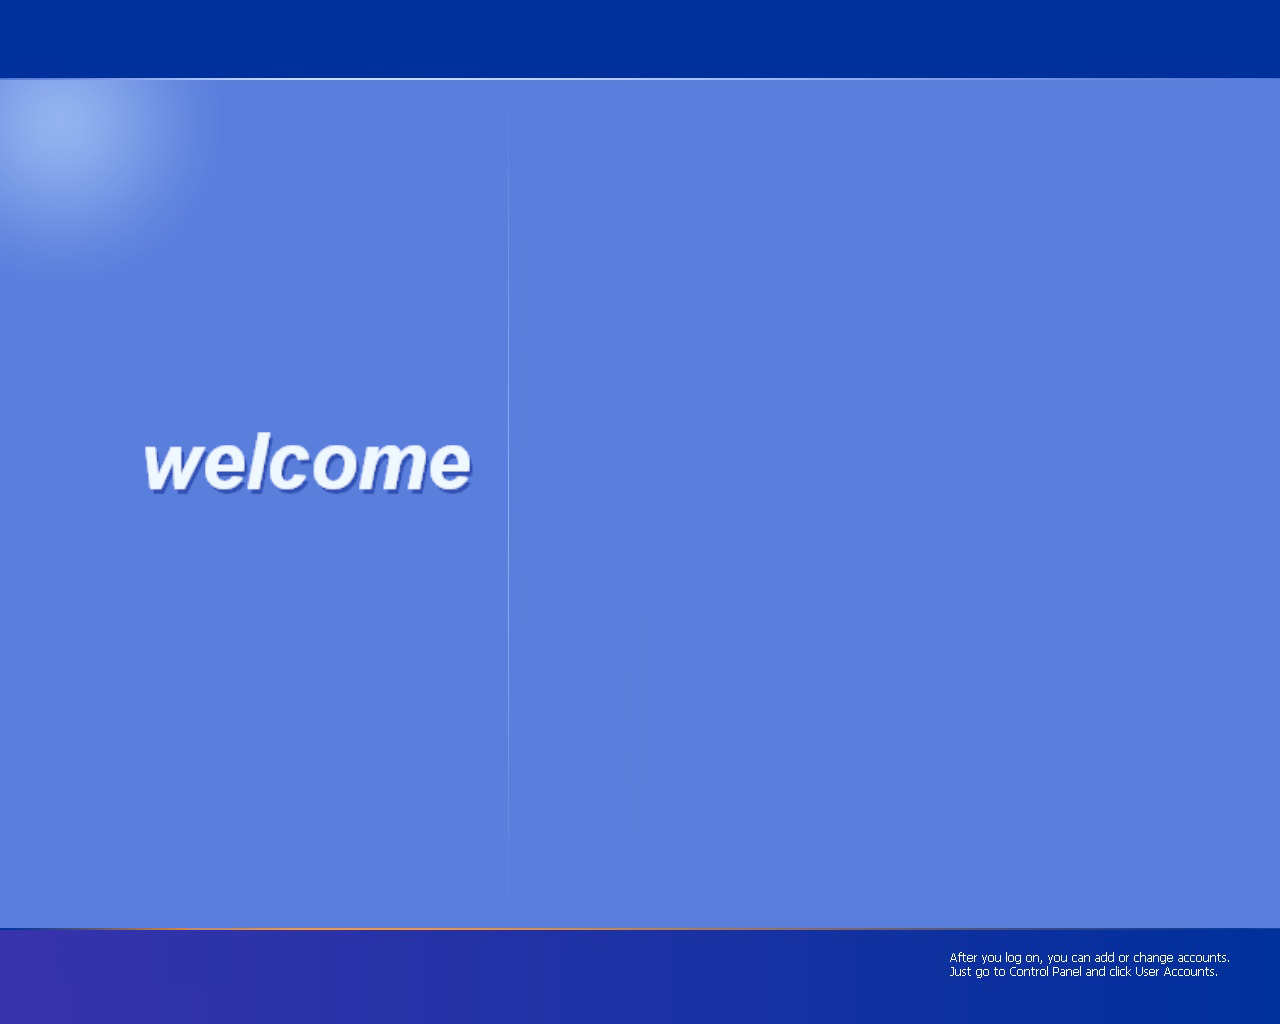 welcome
After you log on, you can add or change accounts.
Just go to Control Panel and click User Accounts.